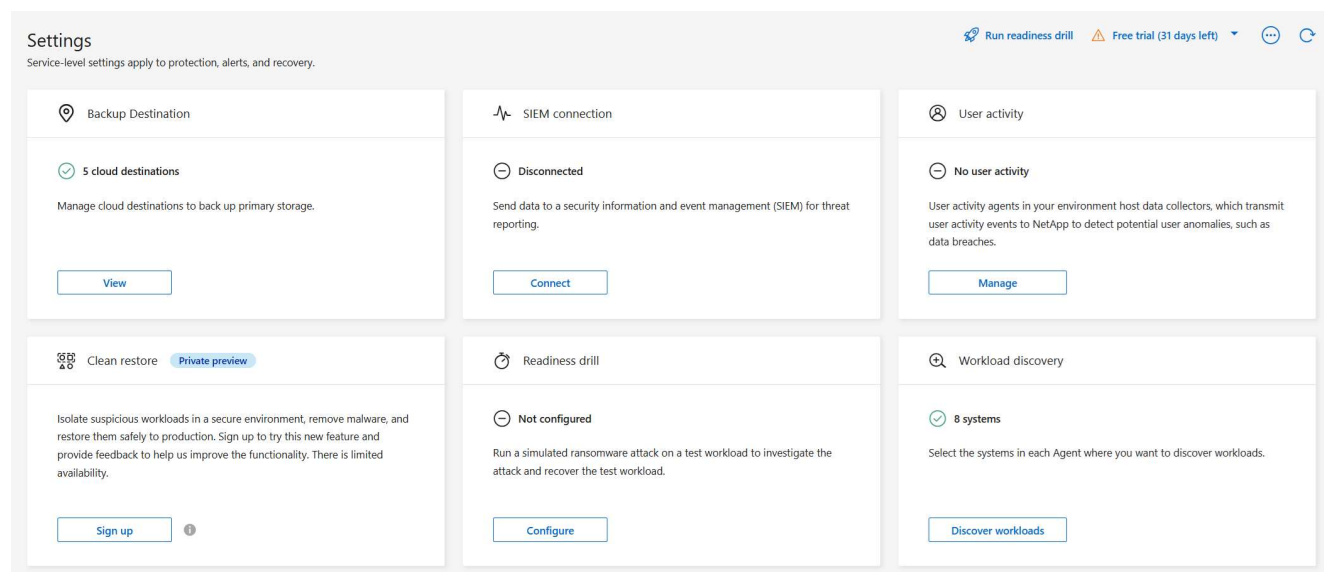 Settings
Run readiness drill
Free trial (31 days left)
Service-level settings apply to protection, alerts, and recovery.
Backup Destination
5 cloud destinations
Manage cloud destinations to back up primary storage.
View
SIEM connection
Disconnected
Send data to a security information and event management (SIEM) for threat
reporting.
Connect
User activity
No user activity
User activity agents in your environment host data collectors, which transmit
user activity events to NetApp to detect potential user anomalies, such as
data breaches.
Manage
Clean restore Private preview
Isolate suspicious workloads in a secure environment, remove malware, and
restore them safely to production. Sign up to try this new feature and
provide feedback to help us improve the functionality. There is limited
availability.
Sign up
Readiness drill
Not configured
Run a simulated ransomware attack on a test workload to investigate the
attack and recover the test workload.
Configure
Workload discovery
8 systems
Select the systems in each Agent where you want to discover workloads.
Discover workloads